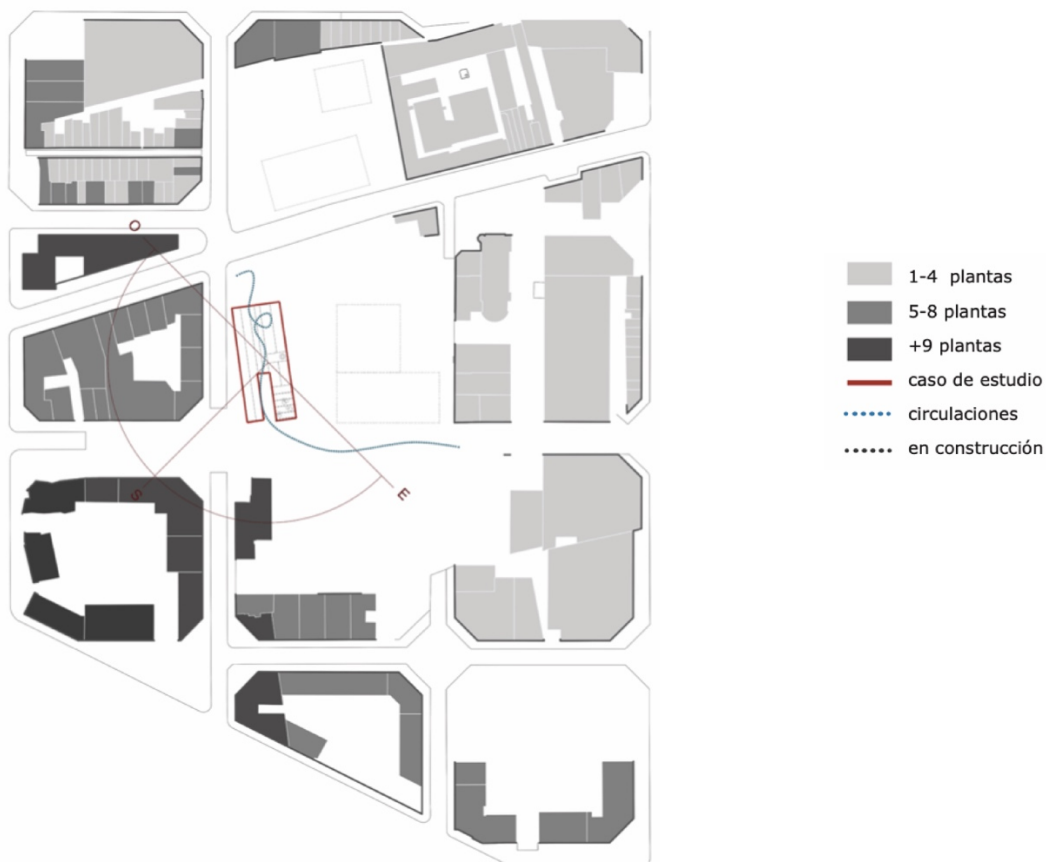 O
S
E
1-4 plantas
5-8 plantas
+9 plantas
caso de estudio
circulaciones
en construcción